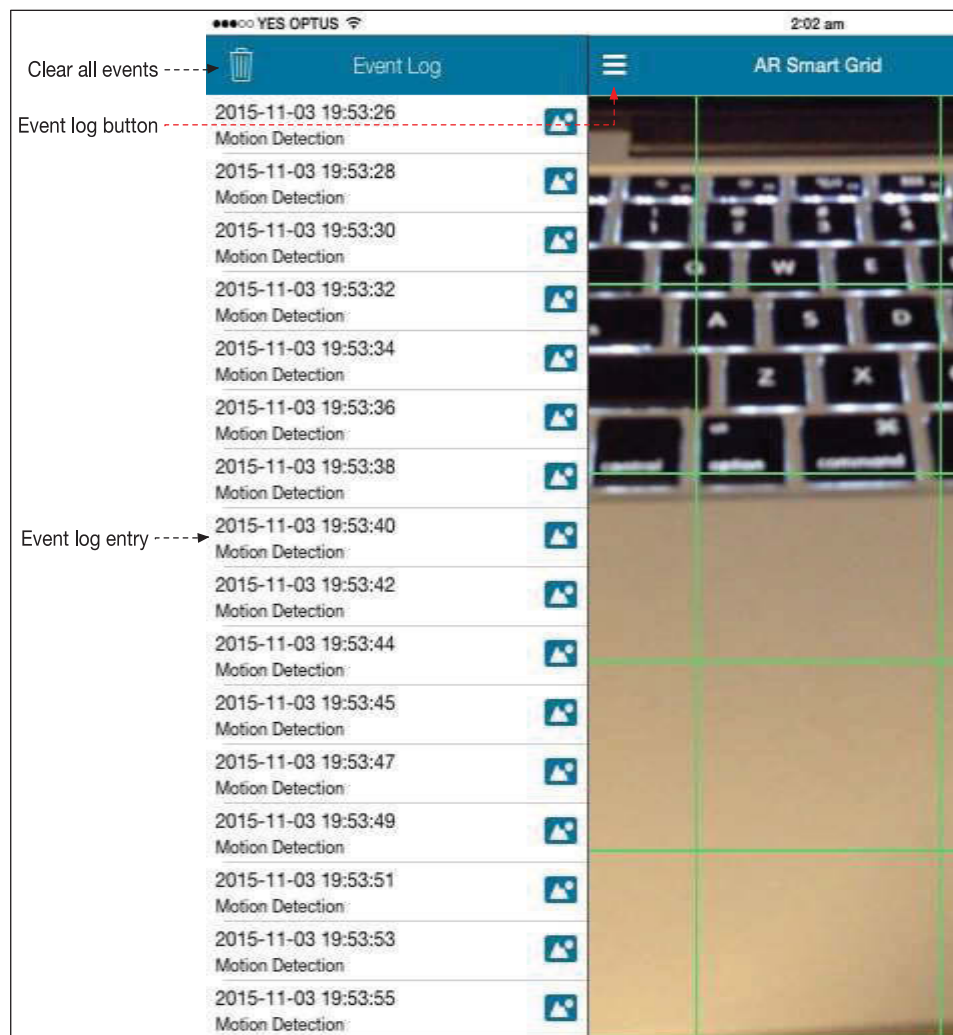 ●●●○○ YES OPTUS
2:02 am
Clear all events
Event Log
AR Smart Grid
Event log button
2015-11-03 19:53:26
Motion Detection
2015-11-03 19:53:28
Motion Detection
2015-11-03 19:53:30
Motion Detection
2015-11-03 19:53:32
Motion Detection
2015-11-03 19:53:34
Motion Detection
2015-11-03 19:53:36
Motion Detection
2015-11-03 19:53:38
Motion Detection
Event log entry
2015-11-03 19:53:40
Motion Detection
2015-11-03 19:53:42
Motion Detection
2015-11-03 19:53:44
Motion Detection
2015-11-03 19:53:45
Motion Detection
2015-11-03 19:53:47
Motion Detection
2015-11-03 19:53:49
Motion Detection
2015-11-03 19:53:51
Motion Detection
2015-11-03 19:53:53
Motion Detection
2015-11-03 19:53:55
Motion Detection
1 2 3 4
Q W E
A S D
Z X
⌘
control option command